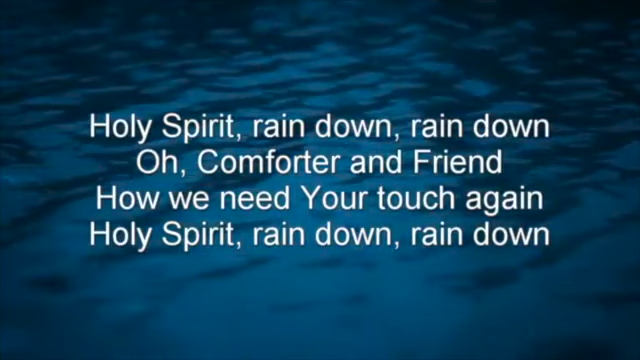 Holy Spirit, rain down, rain down
Oh, Comforter and Friend
How we need Your touch again
Holy Spirit, rain down, rain down